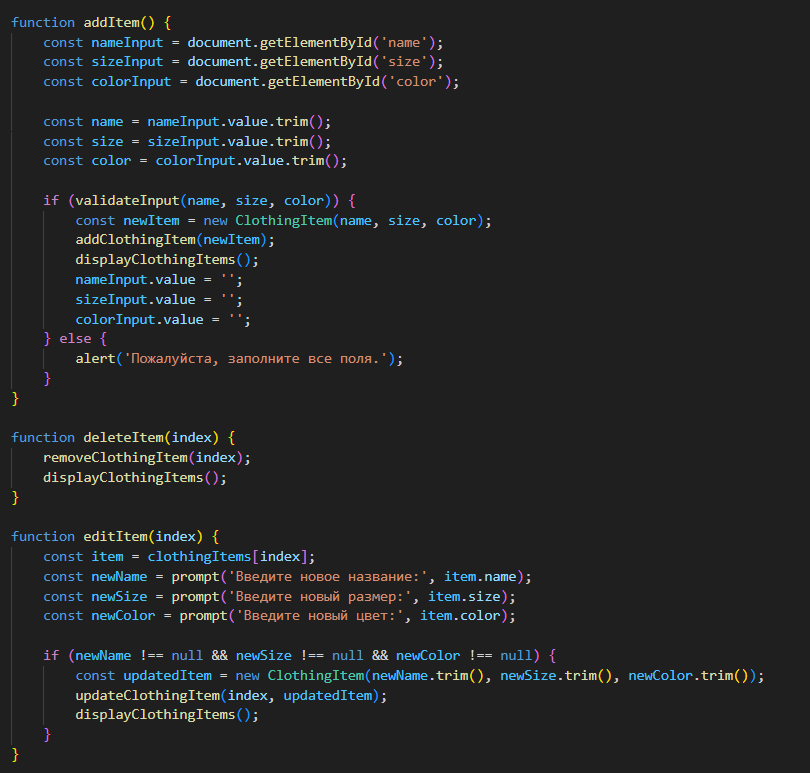 function addItem() {
    const nameInput = document.getElementById('name');
    const sizeInput = document.getElementById('size');
    const colorInput = document.getElementById('color');

    const name = nameInput.value.trim();
    const size = sizeInput.value.trim();
    const color = colorInput.value.trim();

    if (validateInput(name, size, color)) {
        const newItem = new ClothingItem(name, size, color);
        addClothingItem(newItem);
        displayClothingItems();
        nameInput.value = '';
        sizeInput.value = '';
        colorInput.value = '';
    } else {
        alert('Пожалуйста, заполните все поля.');
    }
}

function deleteItem(index) {
    removeClothingItem(index);
    displayClothingItems();
}

function editItem(index) {
    const item = clothingItems[index];
    const newName = prompt('Введите новое название:', item.name);
    const newSize = prompt('Введите новый размер:', item.size);
    const newColor = prompt('Введите новый цвет:', item.color);

    if (newName !== null && newSize !== null && newColor !== null) {
        const updatedItem = new ClothingItem(newName.trim(), newSize.trim(), newColor.trim());
        updateClothingItem(index, updatedItem);
        displayClothingItems();
    }
}